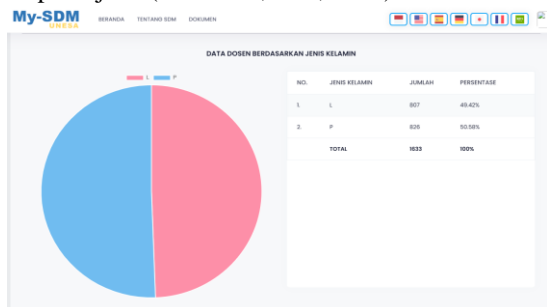 My-SDM
UNESA
BERANDA TENTANG SDM DOKUMEN
DATA DOSEN BERDASARKAN JENIS KELAMIN
L P
NO. JENIS KELAMIN JUMLAH PERSENTASE
1. L 807 49.42%
2. P 826 50.58%
TOTAL 1633 100%